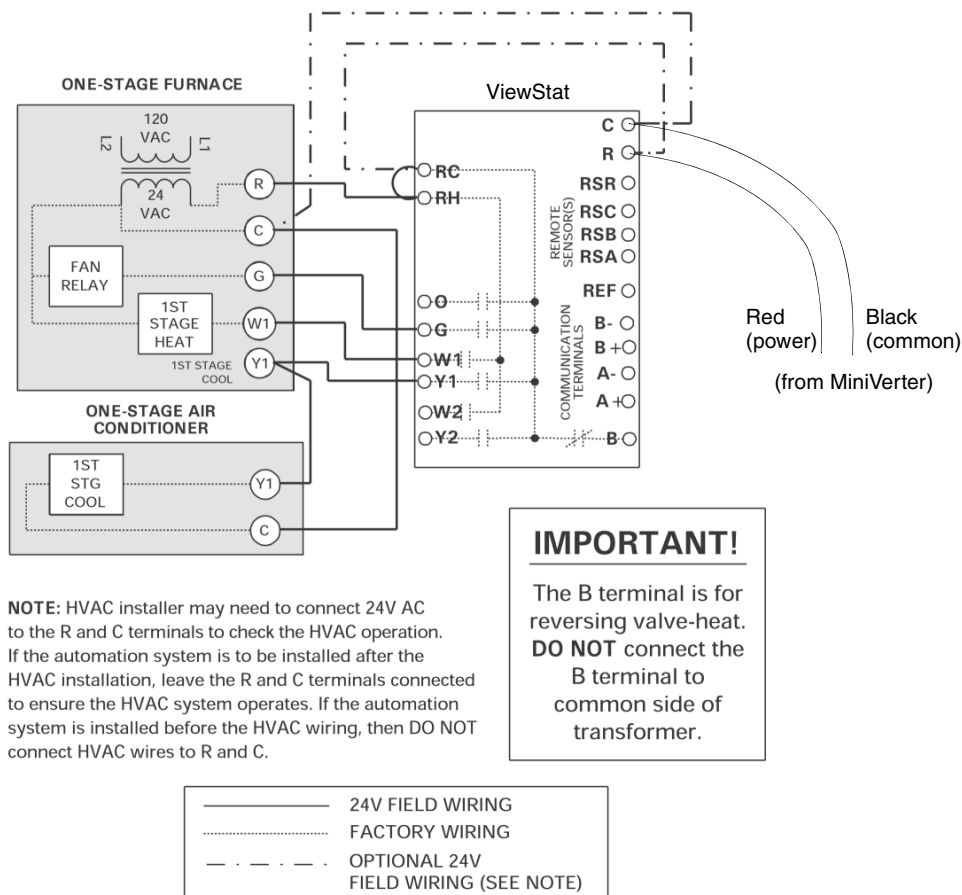 ONE-STAGE FURNACE
120
VAC
L2
L1
24
VAC
R
C
FAN
RELAY
G
1ST
STAGE
HEAT
W1
1ST STAGE
COOL
Y1
ONE-STAGE AIR
CONDITIONER
1ST
STG
COOL
Y1
C
ViewStat
RC
RH
O
G
W1
Y1
W2
Y2
C
R
RSR
RSC
RSB
RSA
REMOTE
SENSOR(S)
REF
B-
B+
A-
A+
COMMUNICATION
TERMINALS
B
Red
(power)
Black
(common)
(from MiniVerter)
IMPORTANT!
The B terminal is for
reversing valve-heat.
DO NOT connect the
B terminal to
common side of
transformer.
NOTE: HVAC installer may need to connect 24V AC
to the R and C terminals to check the HVAC operation.
If the automation system is to be installed after the
HVAC installation, leave the R and C terminals connected
to ensure the HVAC system operates. If the automation
system is installed before the HVAC wiring, then DO NOT
connect HVAC wires to R and C.
24V FIELD WIRING
FACTORY WIRING
OPTIONAL 24V
FIELD WIRING (SEE NOTE)